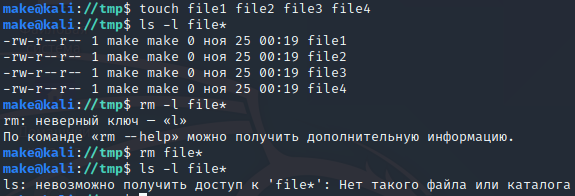 make@kali://tmp$ touch file1 file2 file3 file4
make@kali://tmp$ ls -l file*
-rw-r--r-- 1 make make 0 ноя 25 00:19 file1
-rw-r--r-- 1 make make 0 ноя 25 00:19 file2
-rw-r--r-- 1 make make 0 ноя 25 00:19 file3
-rw-r--r-- 1 make make 0 ноя 25 00:19 file4
make@kali://tmp$ rm -l file*
rm: неверный ключ — «l»
По команде «rm --help» можно получить дополнительную информацию.
make@kali://tmp$ rm file*
make@kali://tmp$ ls -l file*
ls: невозможно получить доступ к 'file*': Нет такого файла или каталога